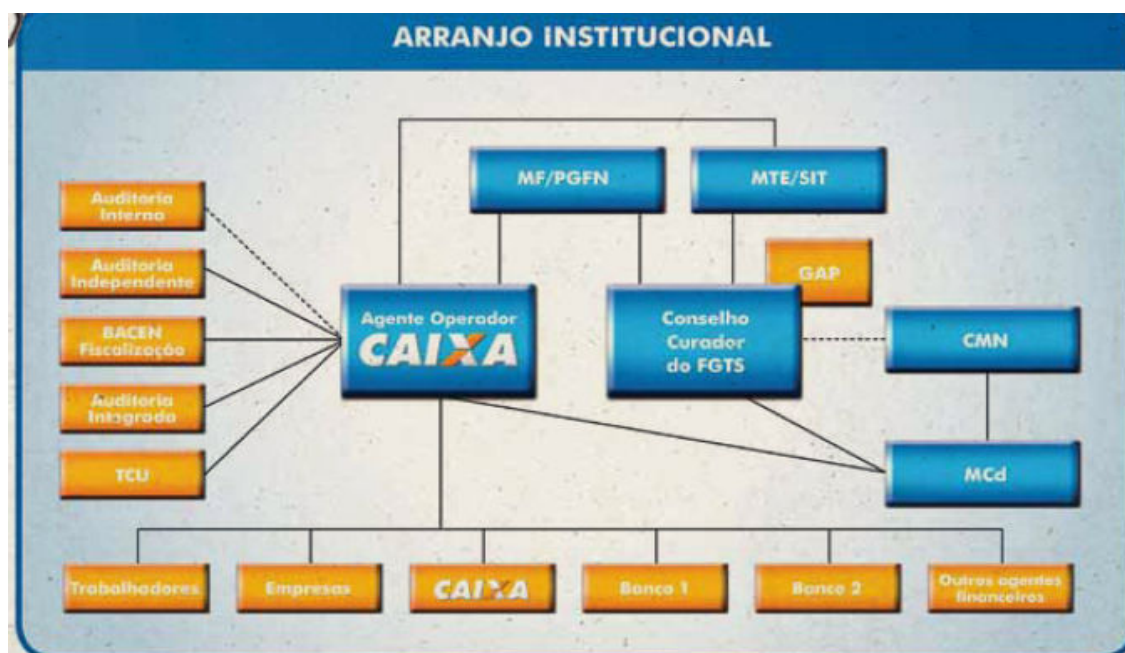 ARRANJO INSTITUCIONAL
MF/PGFN
MTE/SIT
Auditoria
Interna
Auditoria
Independente
BACEN
Fiscalização
Auditoria
Integrada
TCU
Agente Operador
CAIXA
GAP
Conselho
Curador
do FGTS
CMN
MCd
Trabalhadores
Empresas
CAIXA
Banco 1
Banco 2
Outros agentes
financeiros